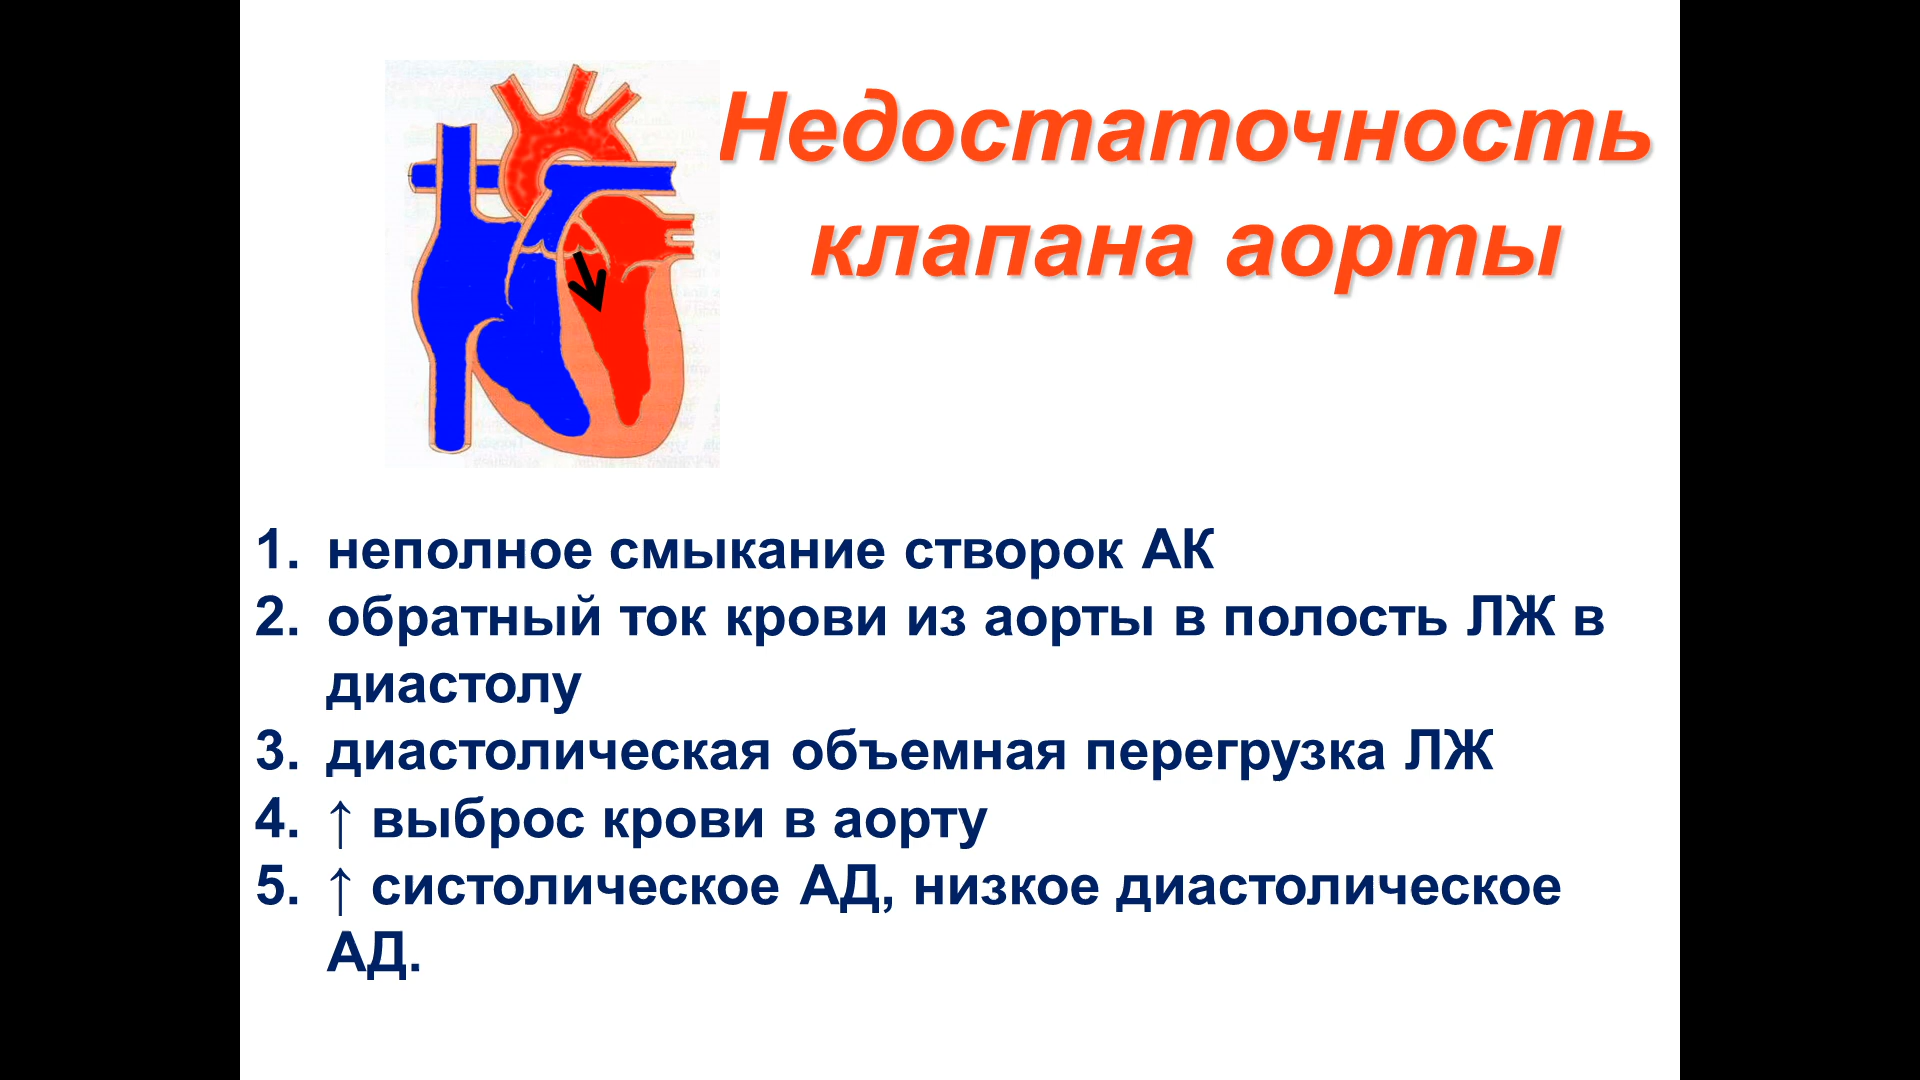 Недостаточность
клапана аорты
1. неполное смыкание створок АК
2. обратный ток крови из аорты в полость ЛЖ в
диастолу
3. диастолическая объемная перегрузка ЛЖ
4. ↑ выброс крови в аорту
5. ↑ систолическое АД, низкое диастолическое
АД.